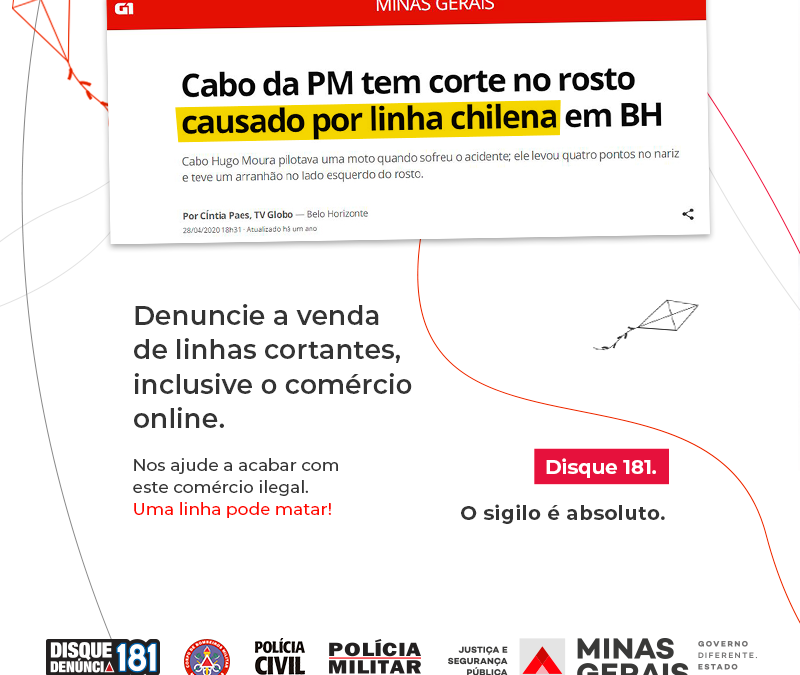 G1
MINAS GERAIS
Cabo da PM tem corte no rosto
causado por linha chilena em BH
Cabo Hugo Moura pilotava uma moto quando sofreu o acidente; ele levou quatro pontos no nariz
e teve um arranhão no lado esquerdo do rosto.
Por Cíntia Paes, TV Globo — Belo Horizonte
28/04/2020 18h31 · Atualizado há um ano
Denuncie a venda
de linhas cortantes,
inclusive o comércio
online.
Nos ajude a acabar com
este comércio ilegal.
Uma linha pode matar!
Disque 181.
O sigilo é absoluto.
DISQUE
DENÚNCIA 181
CORPO DE BOMBEIROS MILITAR
POLÍCIA
CIVIL
POLÍCIA
MILITAR
JUSTIÇA E
SEGURANÇA
PÚBLICA
MINAS
GERAIS
GOVERNO
DIFERENTE.
ESTADO